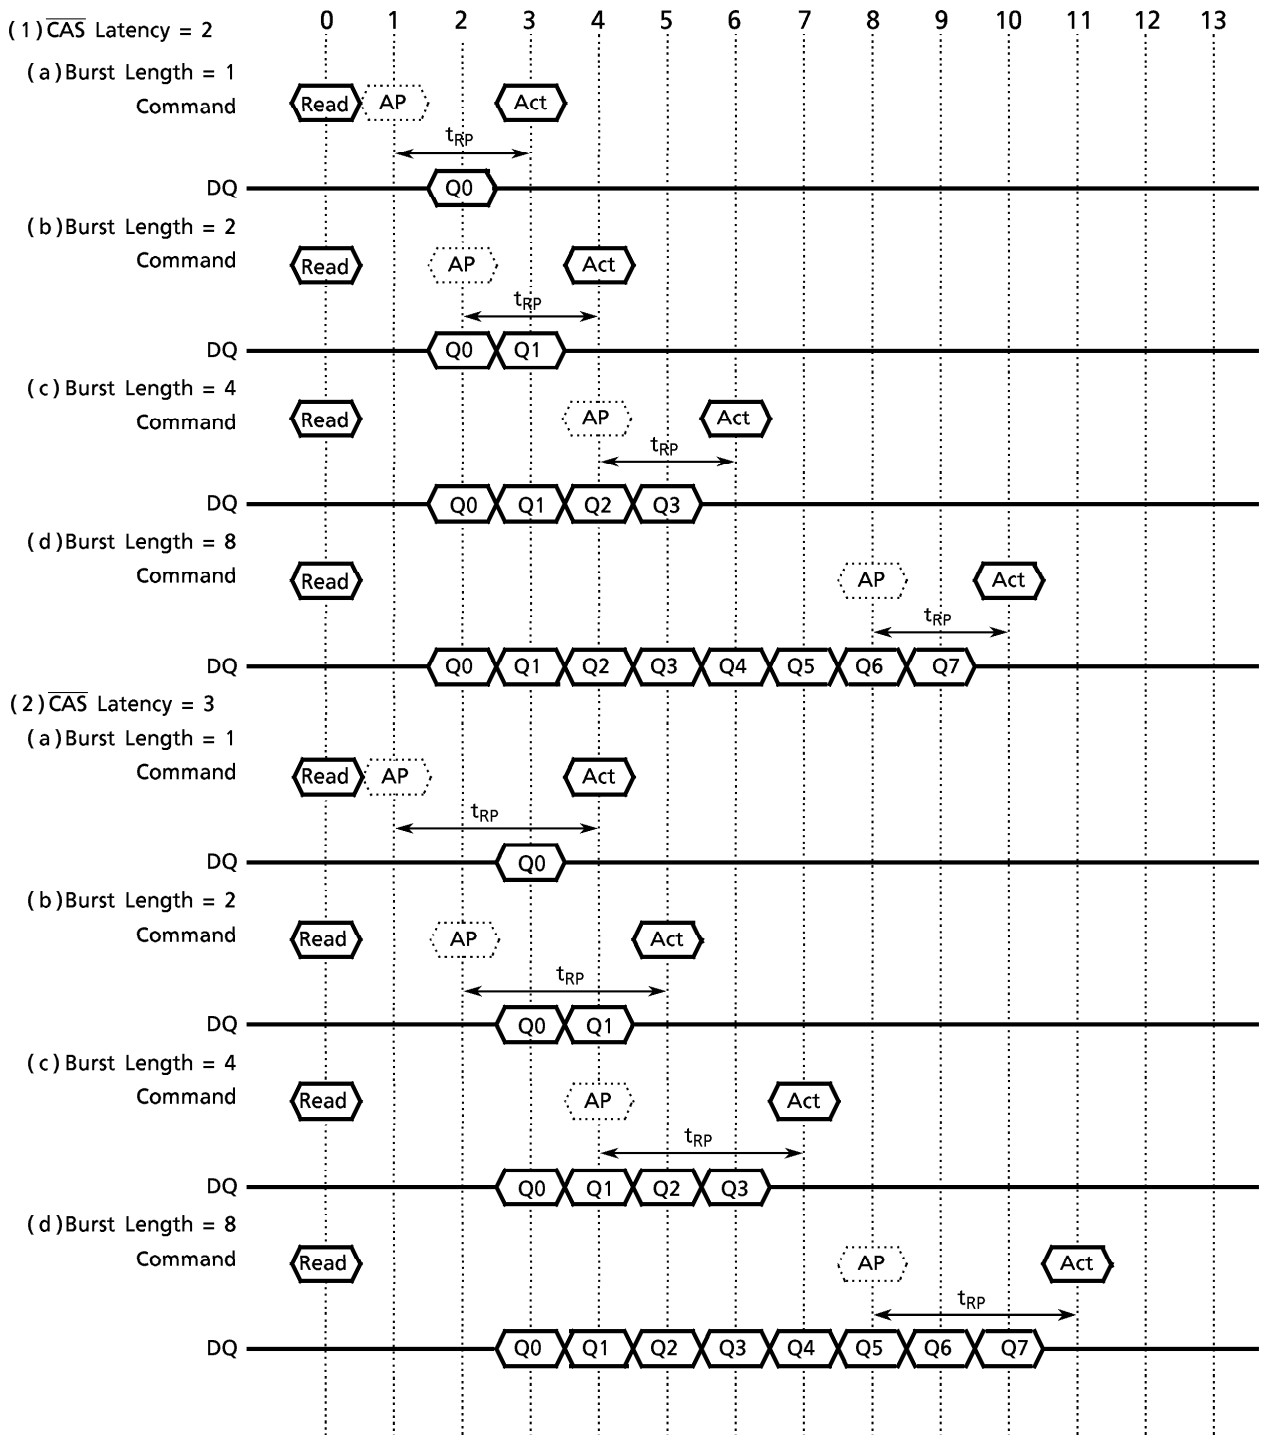 0 1 2 3 4 5 6 7 8 9 10 11 12 13
(1) CAS Latency = 2
(a) Burst Length = 1
Command Read AP Act
tRP
DQ Q0
(b) Burst Length = 2
Command Read AP Act
tRP
DQ Q0 Q1
(c) Burst Length = 4
Command Read AP Act
tRP
DQ Q0 Q1 Q2 Q3
(d) Burst Length = 8
Command Read AP Act
tRP
DQ Q0 Q1 Q2 Q3 Q4 Q5 Q6 Q7
(2) CAS Latency = 3
(a) Burst Length = 1
Command Read AP Act
tRP
DQ Q0
(b) Burst Length = 2
Command Read AP Act
tRP
DQ Q0 Q1
(c) Burst Length = 4
Command Read AP Act
tRP
DQ Q0 Q1 Q2 Q3
(d) Burst Length = 8
Command Read AP Act
tRP
DQ Q0 Q1 Q2 Q3 Q4 Q5 Q6 Q7